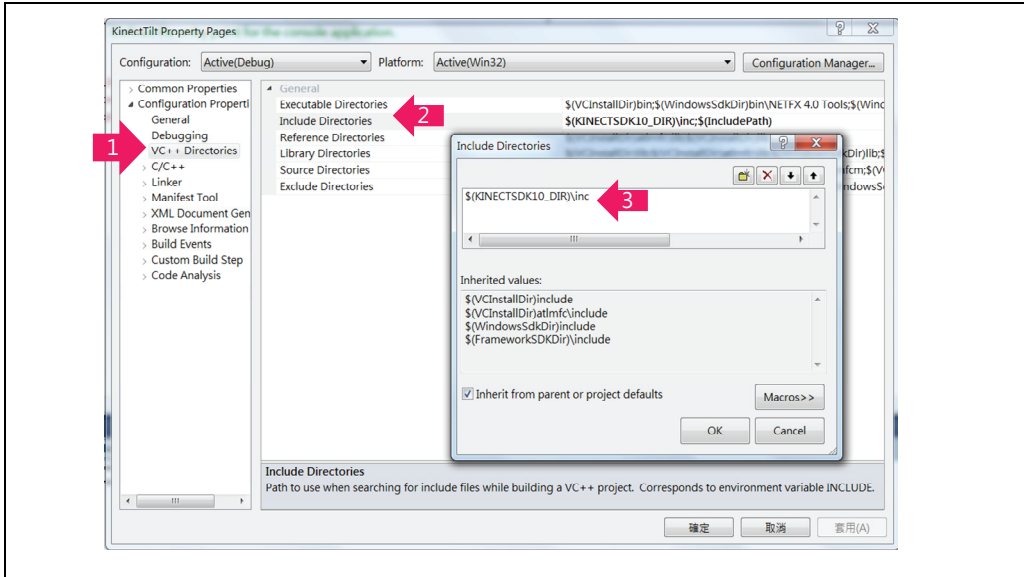 KinectTilt Property Pages
for the console application.
Configuration: Active(Debug) Platform: Active(Win32) Configuration Manager...
Common Properties
Configuration Properti
General
Debugging
VC++ Directories
C/C++
Linker
Manifest Tool
XML Document Gen
Browse Information
Build Events
Custom Build Step
Code Analysis
1
General
Executable Directories $(VCInstallDir)bin;$(WindowsSdkDir)bin\NETFX 4.0 Tools;$(Wind
Include Directories $(KINECTSDK10_DIR)\inc;$(IncludePath)
Reference Directories
Library Directories
Source Directories
Exclude Directories
2
Include Directories
$(KINECTSDK10_DIR)\inc
3
Inherited values:
$(VCInstallDir)include
$(VCInstallDir)atlmfc\include
$(WindowsSdkDir)include
$(FrameworkSDKDir)\include
Inherit from parent or project defaults
Macros>>
OK Cancel
Include Directories
Path to use when searching for include files while building a VC++ project. Corresponds to environment variable INCLUDE.
確定 取消 套用(A)